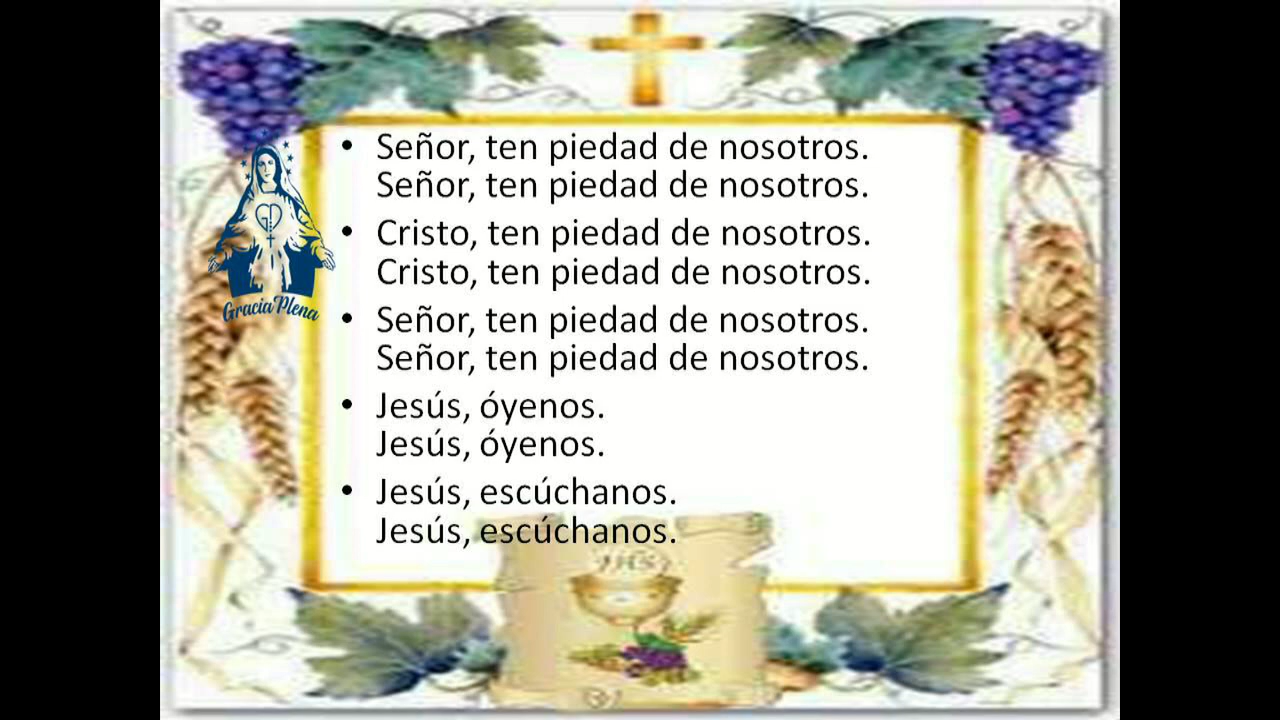 • Señor, ten piedad de nosotros.
Señor, ten piedad de nosotros.
• Cristo, ten piedad de nosotros.
Cristo, ten piedad de nosotros.
• Señor, ten piedad de nosotros.
Señor, ten piedad de nosotros.
• Jesús, óyenos.
Jesús, óyenos.
• Jesús, escúchanos.
Jesús, escúchanos.
Gracia Plena
JHS